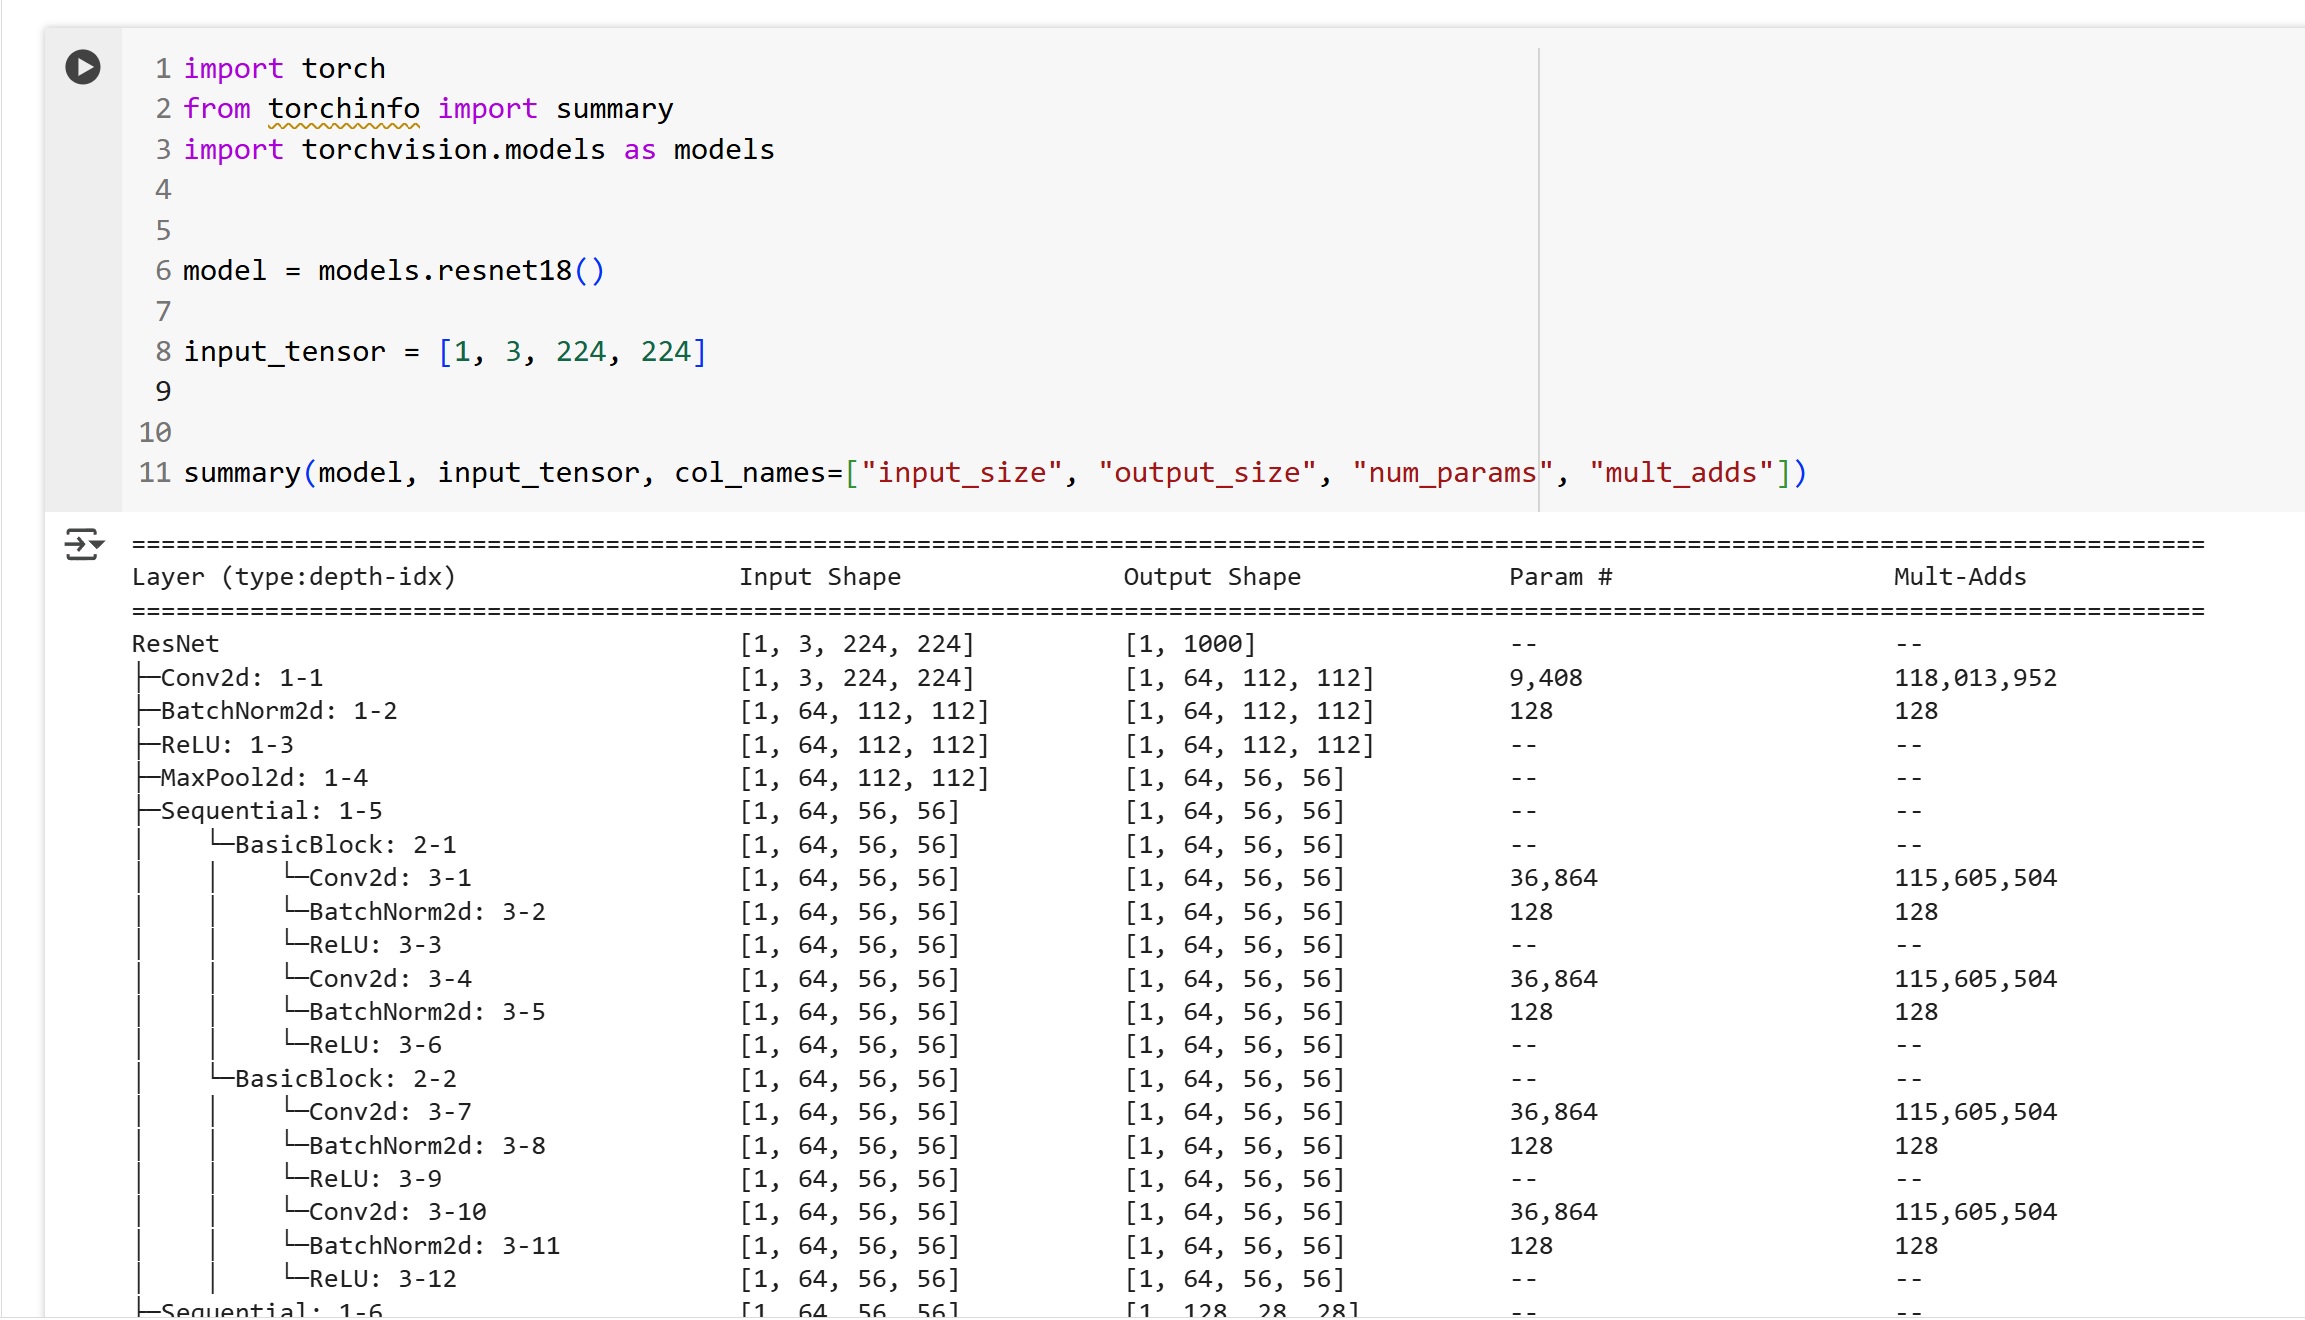 1 import torch
2 from torchinfo import summary
3 import torchvision.models as models
4
5
6 model = models.resnet18()
7
8 input_tensor = [1, 3, 224, 224]
9
10
11 summary(model, input_tensor, col_names=["input_size", "output_size", "num_params", "mult_adds"])
=================================================================================================================================================
Layer (type:depth-idx) Input Shape Output Shape Param # Mult-Adds
=================================================================================================================================================
ResNet [1, 3, 224, 224] [1, 1000] -- --
├─Conv2d: 1-1 [1, 3, 224, 224] [1, 64, 112, 112] 9,408 118,013,952
├─BatchNorm2d: 1-2 [1, 64, 112, 112] [1, 64, 112, 112] 128 128
├─ReLU: 1-3 [1, 64, 112, 112] [1, 64, 112, 112] -- --
├─MaxPool2d: 1-4 [1, 64, 112, 112] [1, 64, 56, 56] -- --
├─Sequential: 1-5 [1, 64, 56, 56] [1, 64, 56, 56] -- --
│ └─BasicBlock: 2-1 [1, 64, 56, 56] [1, 64, 56, 56] -- --
│ │ └─Conv2d: 3-1 [1, 64, 56, 56] [1, 64, 56, 56] 36,864 115,605,504
│ │ └─BatchNorm2d: 3-2 [1, 64, 56, 56] [1, 64, 56, 56] 128 128
│ │ └─ReLU: 3-3 [1, 64, 56, 56] [1, 64, 56, 56] -- --
│ │ └─Conv2d: 3-4 [1, 64, 56, 56] [1, 64, 56, 56] 36,864 115,605,504
│ │ └─BatchNorm2d: 3-5 [1, 64, 56, 56] [1, 64, 56, 56] 128 128
│ │ └─ReLU: 3-6 [1, 64, 56, 56] [1, 64, 56, 56] -- --
│ └─BasicBlock: 2-2 [1, 64, 56, 56] [1, 64, 56, 56] -- --
│ │ └─Conv2d: 3-7 [1, 64, 56, 56] [1, 64, 56, 56] 36,864 115,605,504
│ │ └─BatchNorm2d: 3-8 [1, 64, 56, 56] [1, 64, 56, 56] 128 128
│ │ └─ReLU: 3-9 [1, 64, 56, 56] [1, 64, 56, 56] -- --
│ │ └─Conv2d: 3-10 [1, 64, 56, 56] [1, 64, 56, 56] 36,864 115,605,504
│ │ └─BatchNorm2d: 3-11 [1, 64, 56, 56] [1, 64, 56, 56] 128 128
│ │ └─ReLU: 3-12 [1, 64, 56, 56] [1, 64, 56, 56] -- --
├─Sequential: 1-6 [1, 64, 56, 56] [1, 128, 28, 28] -- --